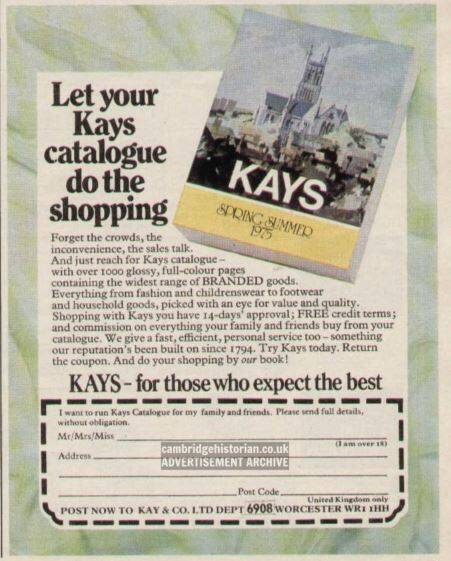 Let your
Kays
catalogue
do the
shopping
KAYS
SPRING SUMMER
1975
Forget the crowds, the
inconvenience, the sales talk.
And just reach for Kays catalogue –
with over 1000 glossy, full-colour pages
containing the widest range of BRANDED goods.
Everything from fashion and childrenswear to footwear
and household goods, picked with an eye for value and quality.
Shopping with Kays you have 14-days' approval; FREE credit terms;
and commission on everything your family and friends buy from your
catalogue. We give a fast, efficient, personal service too – something
our reputation's been built on since 1794. Try Kays today. Return
the coupon. And do your shopping by our book!
KAYS – for those who expect the best
I want to run Kays Catalogue for my family and friends. Please send full details,
without obligation.
Mr/Mrs/Miss
(I am over 18)
cambridgehistorian.co.uk
Address
ADVERTISEMENT ARCHIVE
Post Code
United Kingdom only
POST NOW TO KAY & CO. LTD DEPT 6908 WORCESTER WR1 1HH